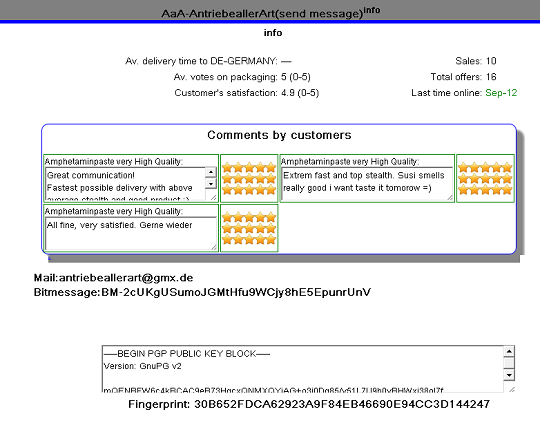 AaA-AntriebeallerArt(send message)info
info
Av. delivery time to DE-GERMANY: — Sales: 10
Av. votes on packaging: 5 (0-5) Total offers: 16
Customer's satisfaction: 4.9 (0-5) Last time online: Sep-12
Comments by customers
Amphetaminpaste very High Quality:
Great communication!
Fastest possible delivery with above
average stealth and good product :)
Amphetaminpaste very High Quality:
Extrem fast and top stealth. Susi smells
really good i want taste it tomorow =)
Amphetaminpaste very High Quality:
All fine, very satisfied. Gerne wieder
Mail:antriebeallerart@gmx.de
Bitmessage:BM-2cUKgUSumoJGMtHfu9WCjy8hE5EpunrUnV
-----BEGIN PGP PUBLIC KEY BLOCK-----
Version: GnuPG v2
Fingerprint: 30B652FDCA62923A9F84EB46690E94CC3D144247